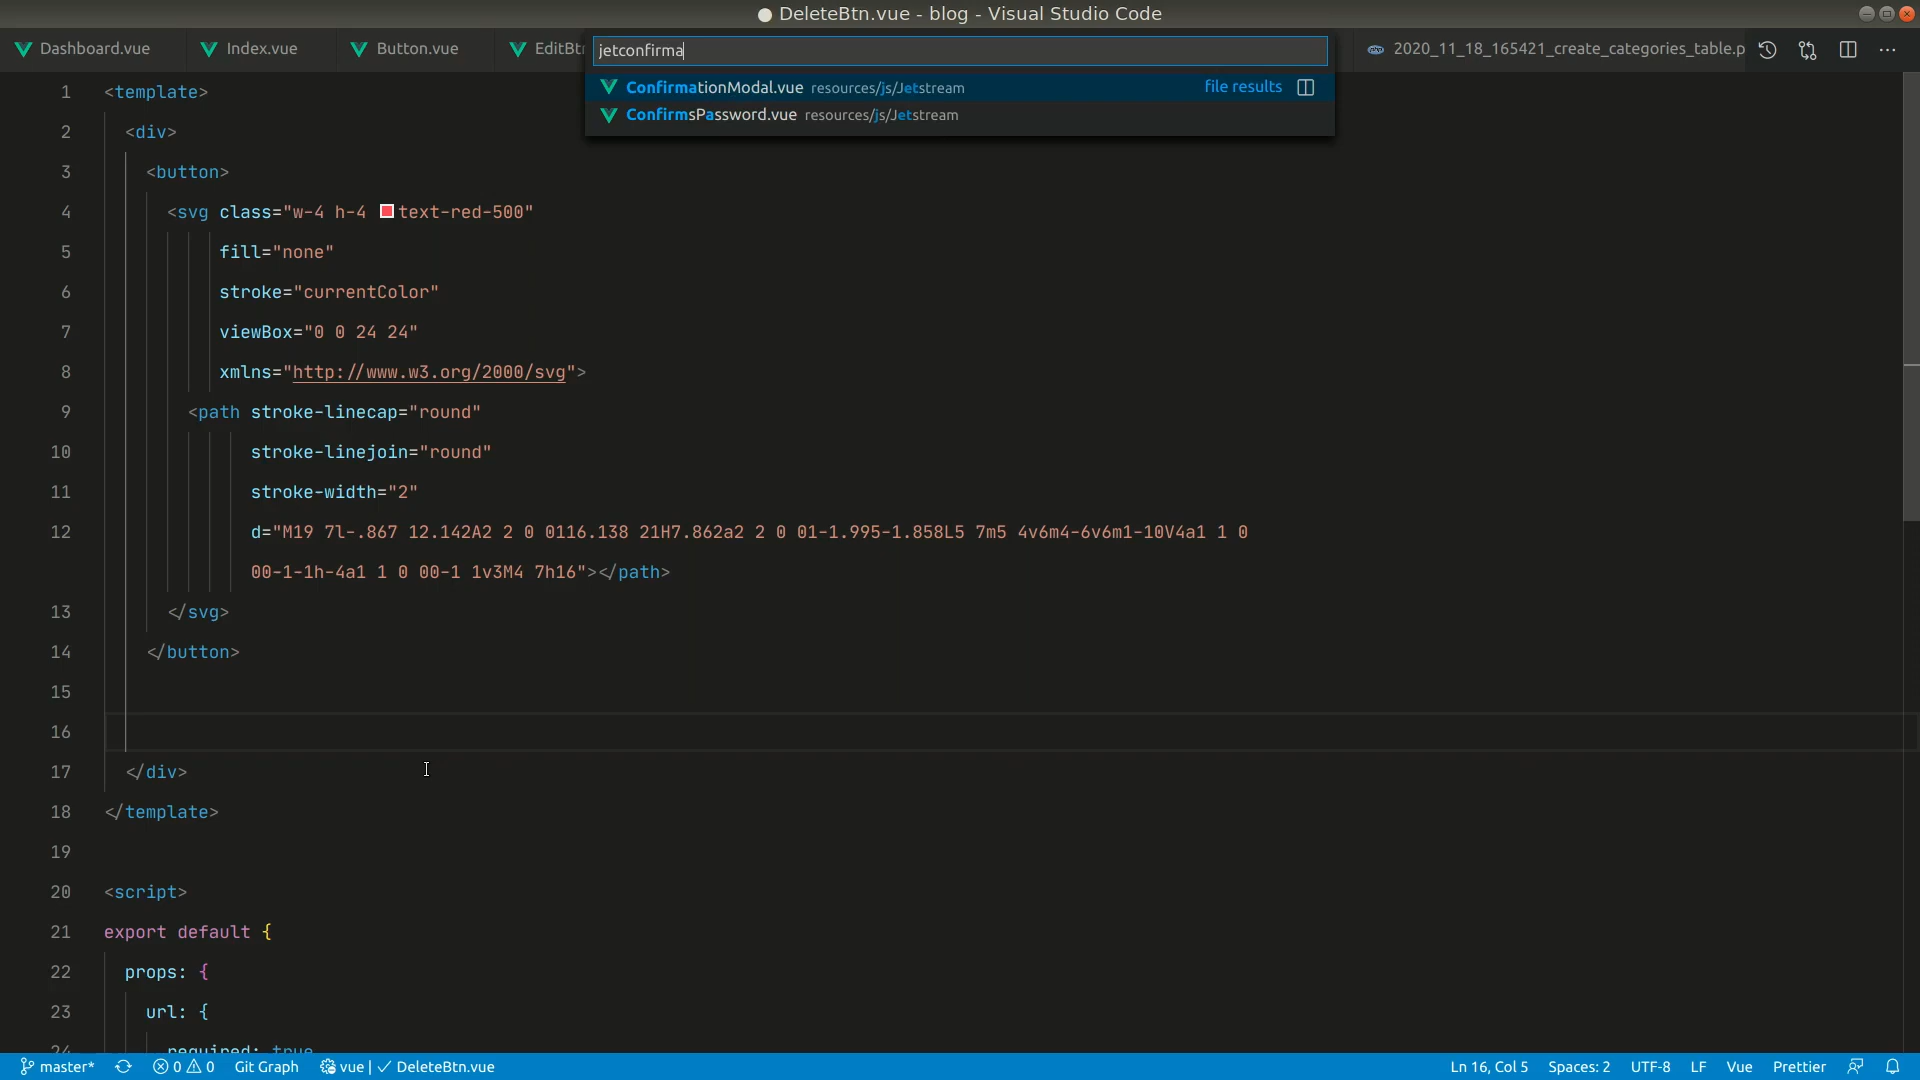 ● DeleteBtn.vue - blog - Visual Studio Code
Dashboard.vue
Index.vue
Button.vue
EditBt
jetconfirma
2020_11_18_165421_create_categories_table.p
ConfirmationModal.vue resources/js/Jetstream file results
ConfirmsPassword.vue resources/js/Jetstream
1 <template>
2 <div>
3 <button>
4 <svg class="w-4 h-4 text-red-500"
5 fill="none"
6 stroke="currentColor"
7 viewBox="0 0 24 24"
8 xmlns="http://www.w3.org/2000/svg">
9 <path stroke-linecap="round"
10 stroke-linejoin="round"
11 stroke-width="2"
12 d="M19 7l-.867 12.142A2 2 0 0116.138 21H7.862a2 2 0 01-1.995-1.858L5 7m5 4v6m4-6v6m1-10V4a1 1 0
00-1-1h-4a1 1 0 00-1 1v3M4 7h16"></path>
13 </svg>
14 </button>
15
16
17 </div>
18 </template>
19
20 <script>
21 export default {
22 props: {
23 url: {
24 required: true
master* 0 0 Git Graph vue | ✓ DeleteBtn.vue Ln 16, Col 5 Spaces: 2 UTF-8 LF Vue Prettier